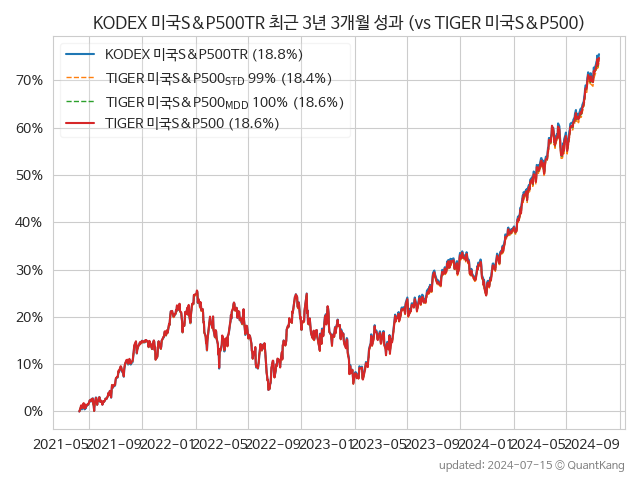 KODEX 미국S&P500TR 최근 3년 3개월 성과 (vs TIGER 미국S&P500)
KODEX 미국S&P500TR (18.8%)
TIGER 미국S&P500STD 99% (18.4%)
TIGER 미국S&P500MDD 100% (18.6%)
TIGER 미국S&P500 (18.6%)
70%
60%
50%
40%
30%
20%
10%
0%
2021-05 2021-09 2022-01 2022-05 2022-09 2023-01 2023-05 2023-09 2024-01 2024-05 2024-09
updated: 2024-07-15 © QuantKang